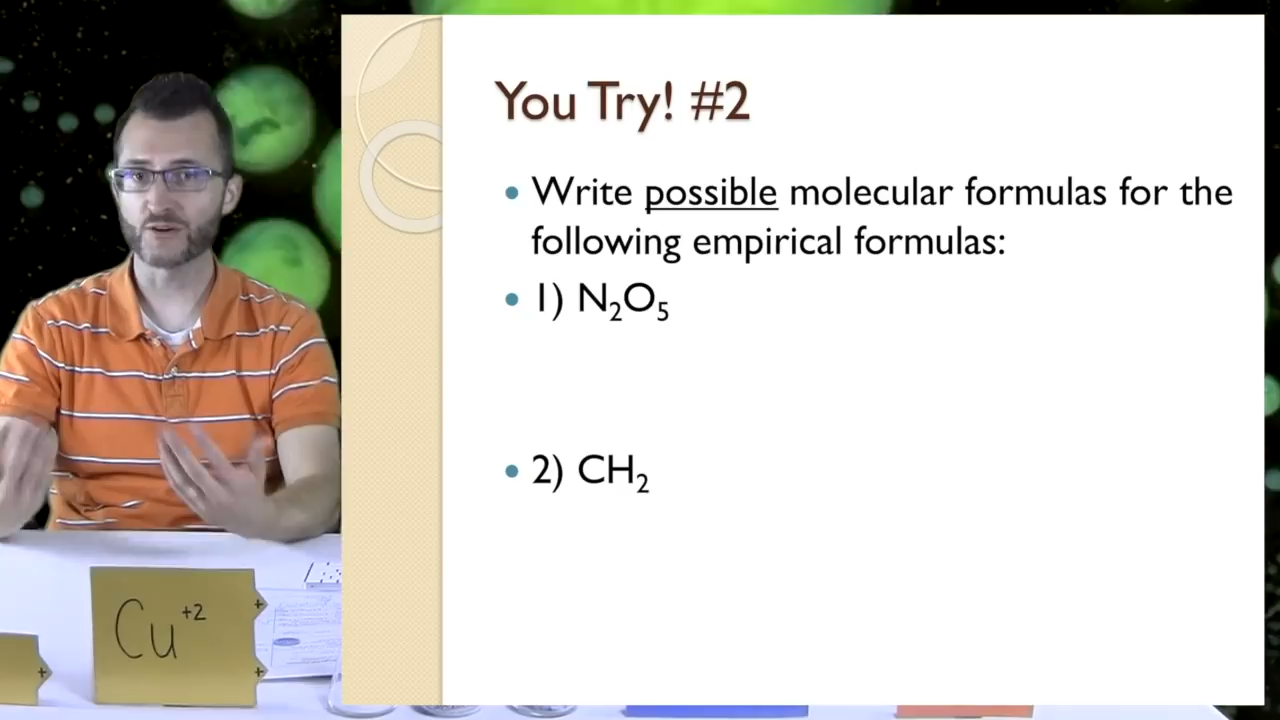 You Try! #2
• Write possible molecular formulas for the
following empirical formulas:
• 1) N₂O₅
• 2) CH₂
Cu⁺²
+
+
+